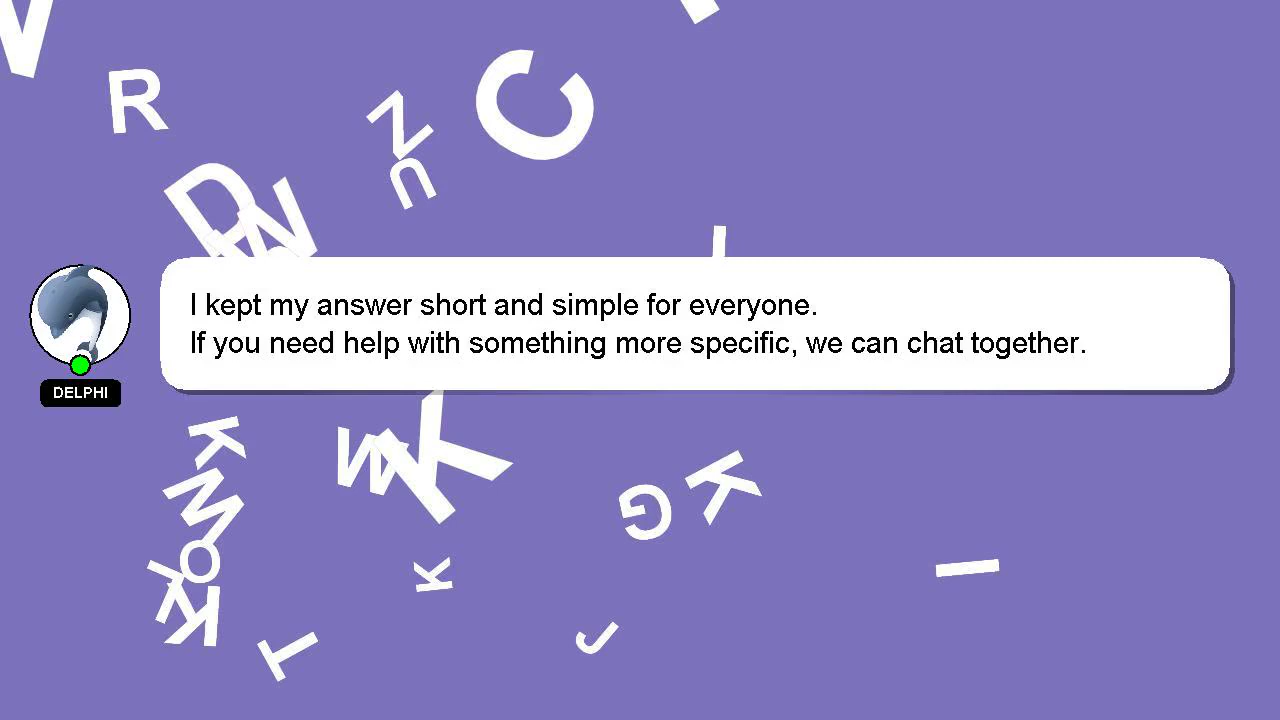 I kept my answer short and simple for everyone.
If you need help with something more specific, we can chat together.
DELPHI
R
C
N
U
D
W
K
W
K
K
G
M
O
K
K
I
T
J